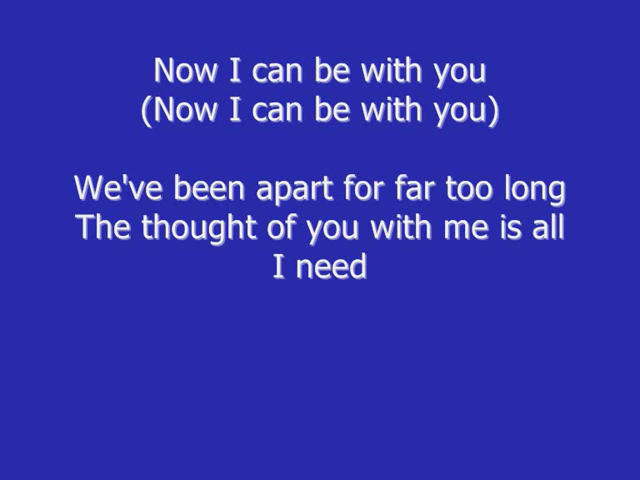 Now I can be with you
(Now I can be with you)
We've been apart for far too long
The thought of you with me is all
I need